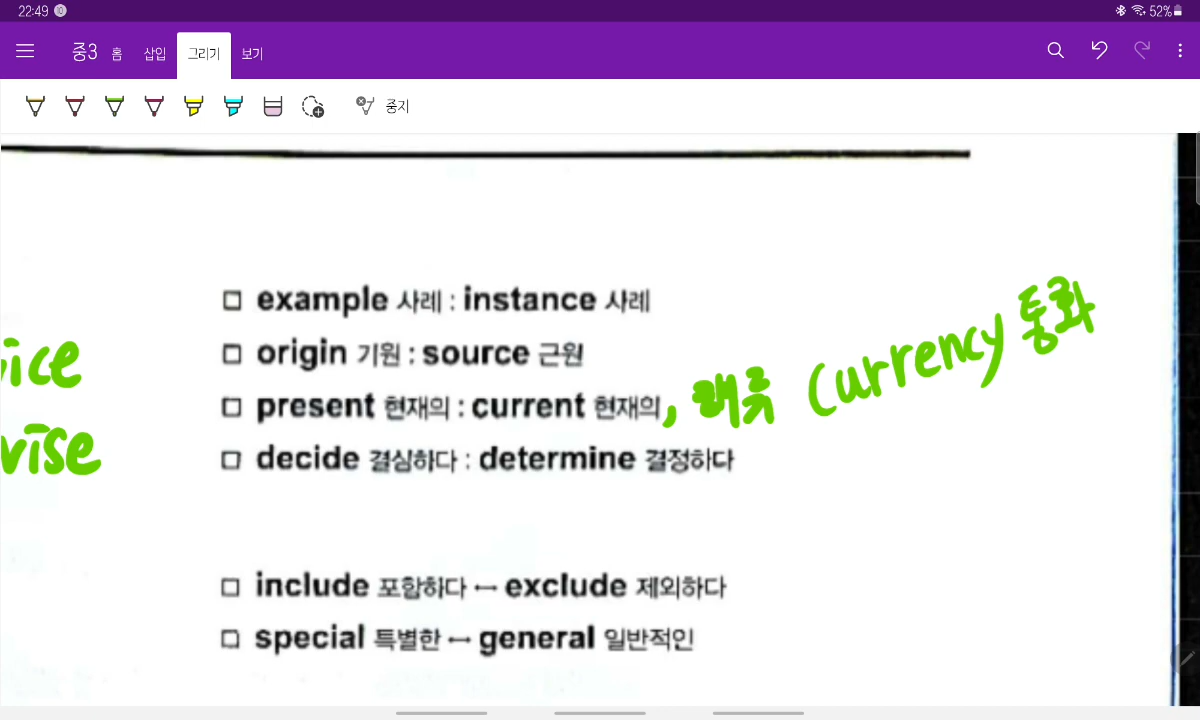 22:49
52%
중3 홈 삽입 그리기 보기
중지
example 사례 : instance 사례
origin 기원 : source 근원
present 현재의 : current 현재의, 해류 Currency 통화
decide 결심하다 : determine 결정하다
vice
vise
include 포함하다 ↔ exclude 제외하다
special 특별한 ↔ general 일반적인